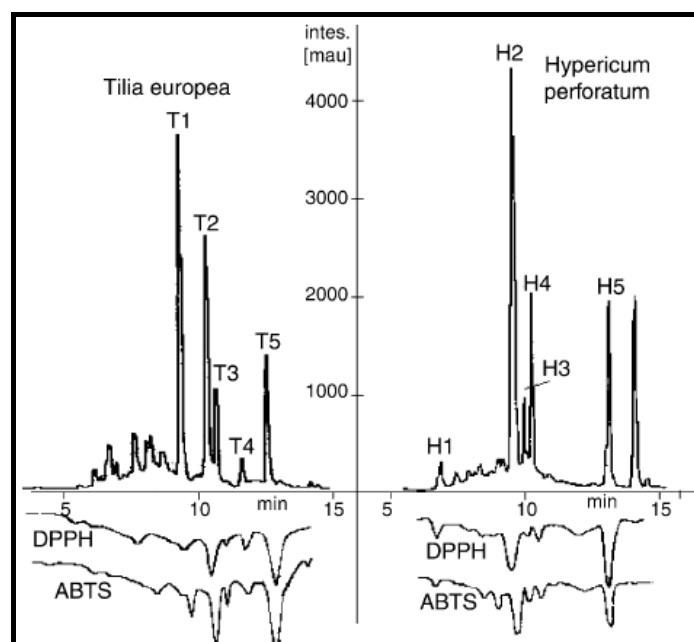 intes.
[mau]
Tilia europea
Hypericum
perforatum
T1
T2
T3
T4
T5
H2
H4
H3
H5
H1
4000
3000
2000
1000
5
10
min
15
5
10
min
15
DPPH
ABTS
DPPH
ABTS